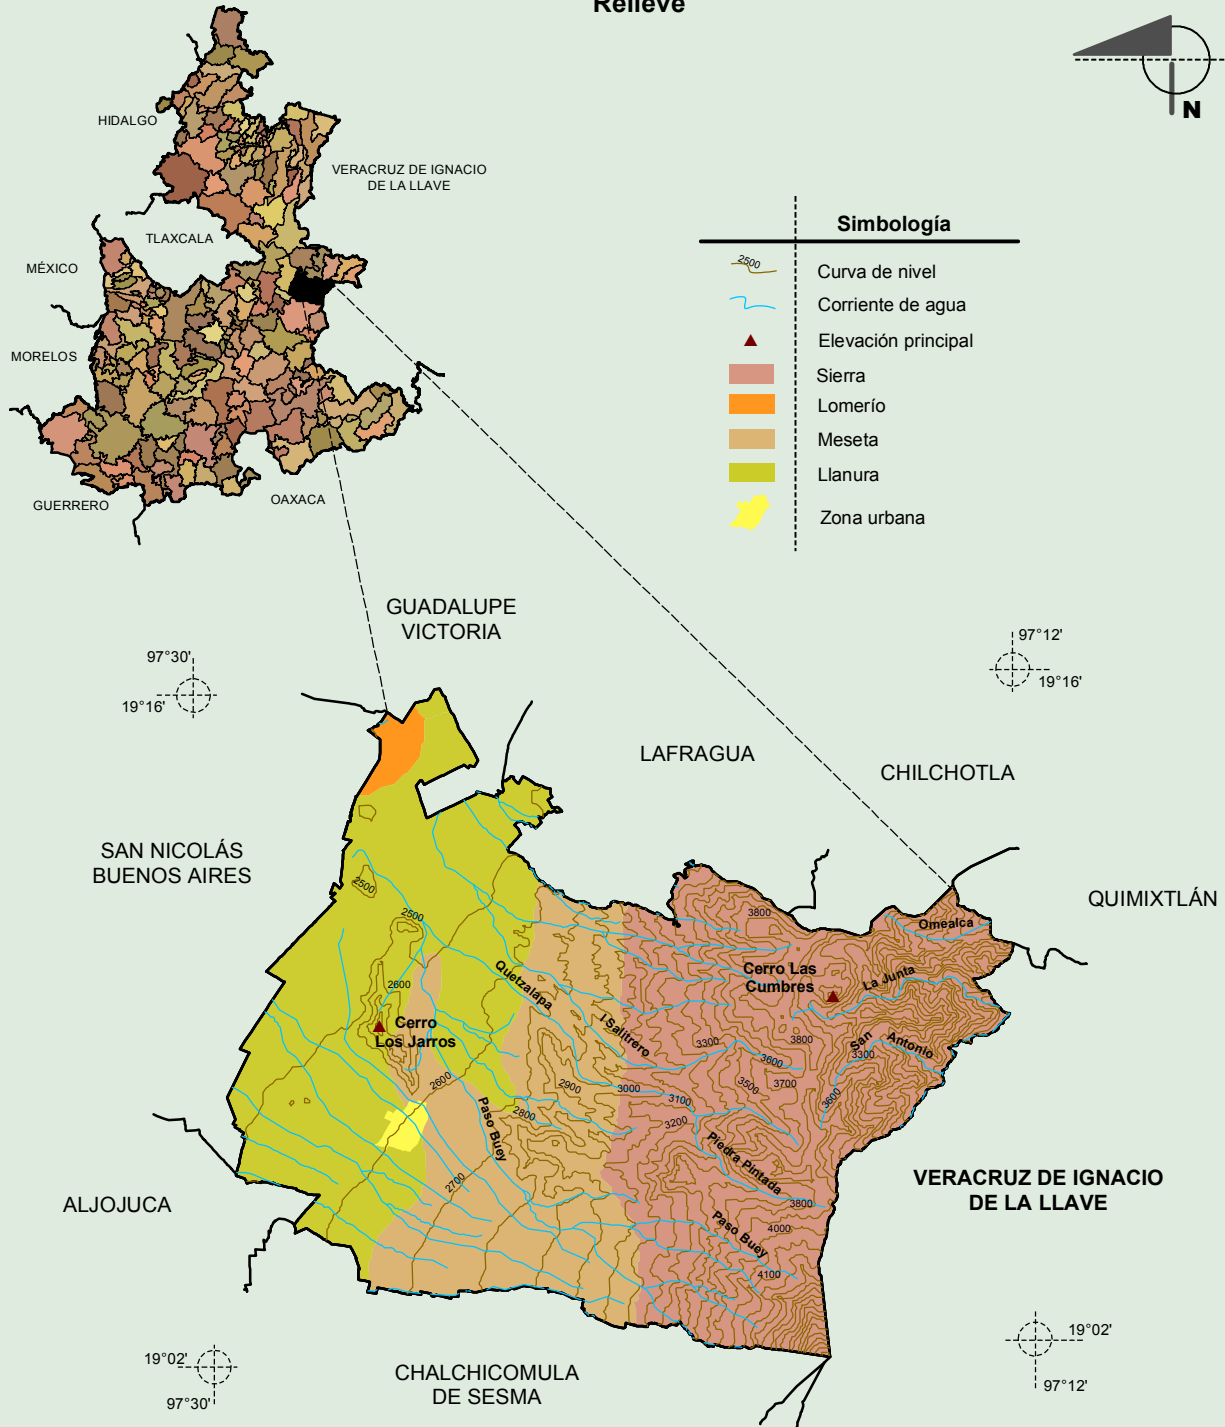 Relieve
N
HIDALGO
VERACRUZ DE IGNACIO
DE LA LLAVE
TLAXCALA
MÉXICO
MORELOS
GUERRERO
OAXACA
Simbología
2500
Curva de nivel
Corriente de agua
Elevación principal
Sierra
Lomerío
Meseta
Llanura
Zona urbana
GUADALUPE
VICTORIA
97°30'
19°16'
97°12'
19°16'
LAFRAGUA
CHILCHOTLA
SAN NICOLÁS
BUENOS AIRES
QUIMIXTLÁN
2500
2500
3800
Omealca
Quetzalapa
Cerro Las
Cumbres
La Junta
2600
Cerro
Los Jarros
I Salitrero
3300
3800
San
Antonio
3300
3600
2600
2900
3000
3500
3700
3100
3600
2800
3200
Paso Buey
Piedra Pintada
2700
3800
Paso Buey
4000
4100
ALJOJUCA
VERACRUZ DE IGNACIO
DE LA LLAVE
19°02'
97°30'
19°02'
97°12'
CHALCHICOMULA
DE SESMA